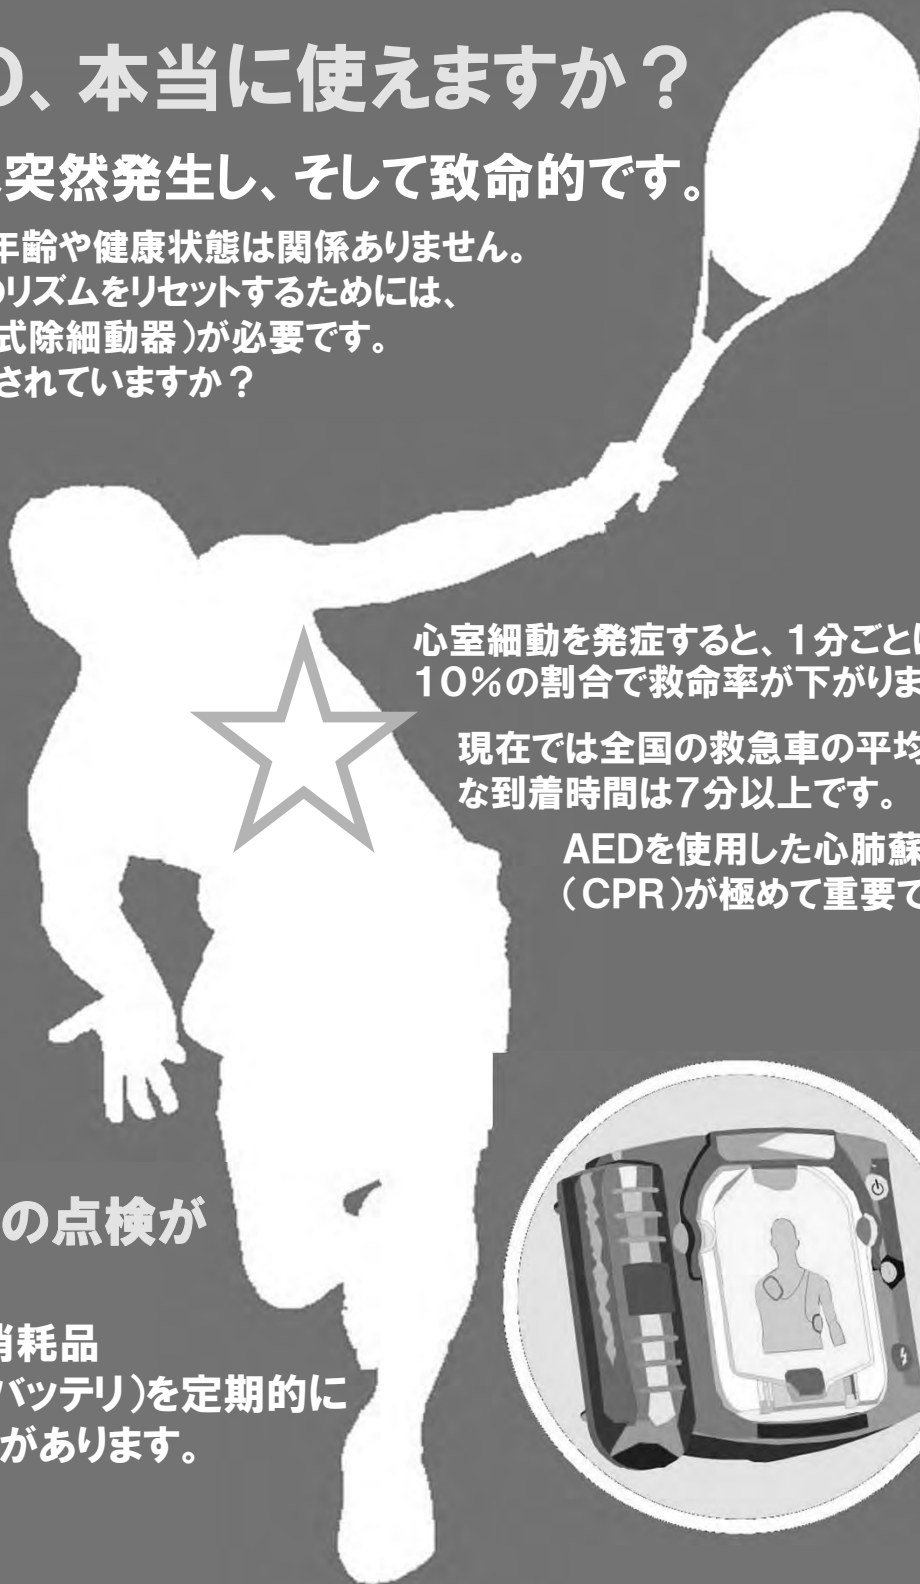 、本当に使えますか？
突然発生し、そして致命的です。
年齢や健康状態は関係ありません。
のリズムをリセットするためには、
式除細動器）が必要です。
されていますか？
心室細動を発症すると、1分ごとに
10％の割合で救命率が下がりま
現在では全国の救急車の平均
な到着時間は7分以上です。
AEDを使用した心肺蘇
（CPR）が極めて重要で
の点検が
消耗品
バッテリ）を定期的に
があります。